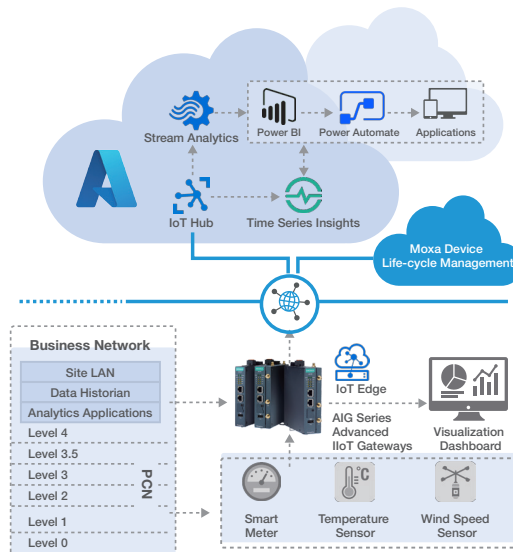 Stream Analytics
Power BI
Power Automate
Applications
IoT Hub
Time Series Insights
Moxa Device
Life-cycle Management
Business Network
Site LAN
Data Historian
Analytics Applications
Level 4
Level 3.5
Level 3
Level 2
Level 1
Level 0
PCN
IoT Edge
AIG Series
Advanced
IIoT Gateways
Visualization
Dashboard
Smart
Meter
°C
Temperature
Sensor
Wind Speed
Sensor